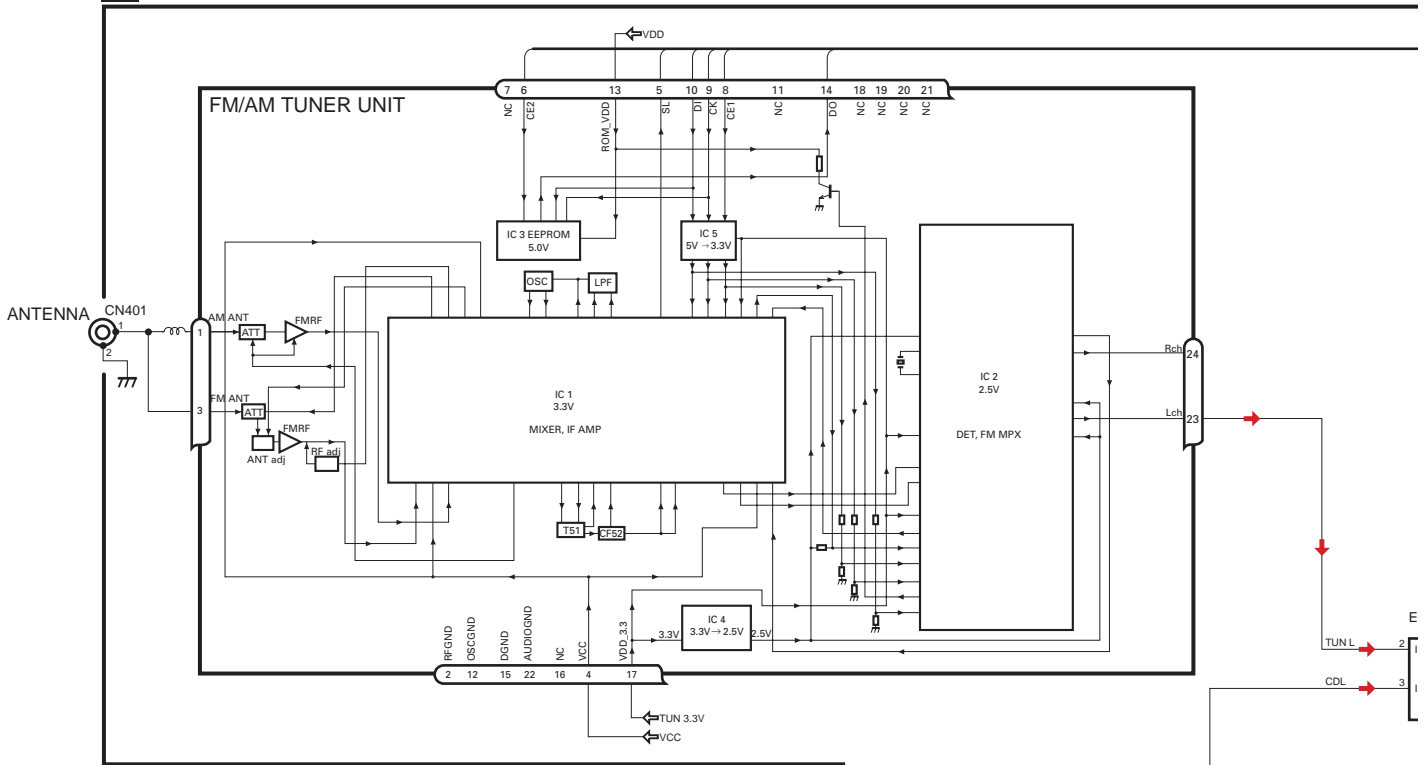 VDD
7 6 13 5 10 9 8 11 14 18 19 20 21
FM/AM TUNER UNIT
NC CE2 ROM_VDD SL DI CK CE1 NC DO NC NC NC NC
IC 3 EEPROM
5.0V
IC 5
5V → 3.3V
OSC
LPF
ANTENNA
CN401
1
2
1
AM ANT
ATT
FMRF
3
FM ANT
ATT
FMRF
ANT adj
RF adj
IC 1
3.3V
MIXER, IF AMP
IC 2
2.5V
DET, FM MPX
Rch
24
Lch
23
T51
CF52
IC 4
3.3V→2.5V
3.3V
2.5V
RFGND OSCGND DGND AUDIOGND NC VCC VDD_3.3
2 12 15 22 16 4 17
TUN 3.3V
VCC
E
TUN L
2
I
CDL
3
I